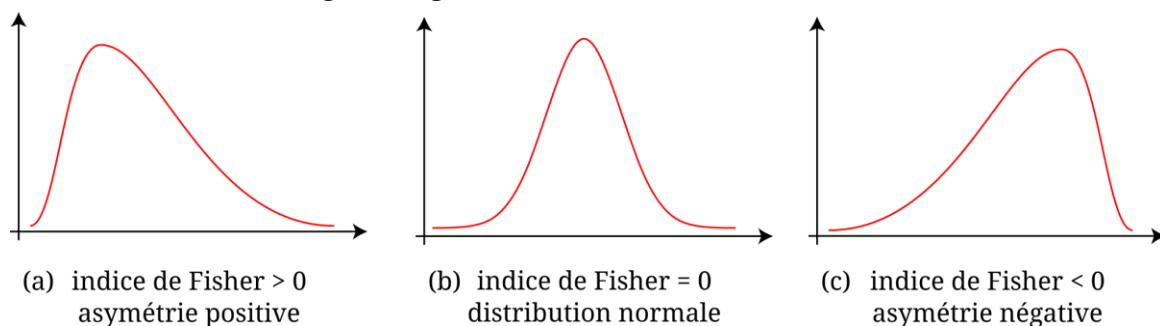 (a) indice de Fisher > 0
asymétrie positive
(b) indice de Fisher = 0
distribution normale
(c) indice de Fisher < 0
asymétrie négative